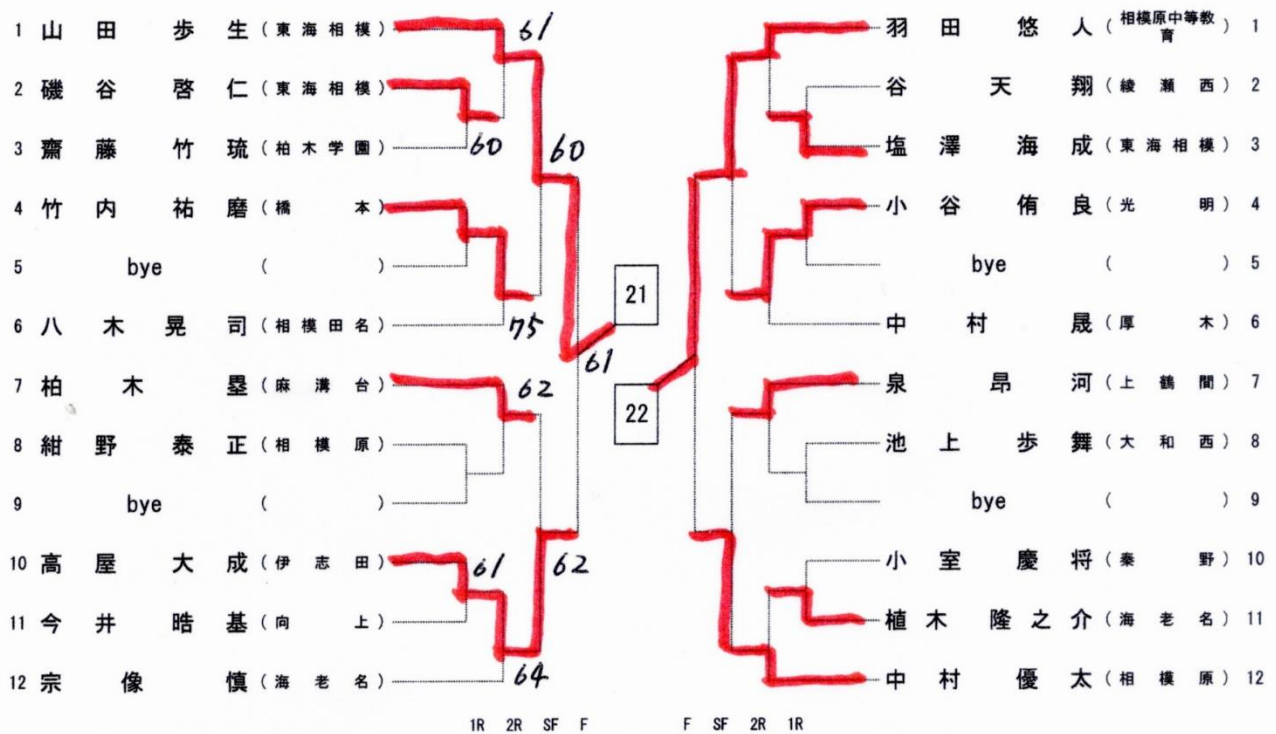 1 山田歩生 (東海相模) 61
2 磯谷啓仁 (東海相模)
3 齋藤竹琉 (柏木学園) 60 60
4 竹内祐磨 (橋本)
5 bye ( )
6 八木晃司 (相模田名) 75
21
61
7 柏木塁 (麻溝台) 62
22
8 紺野泰正 (相模原)
9 bye ( )
10 高屋大成 (伊志田) 61 62
11 今井晧基 (向上)
12 宗像慎 (海老名) 64
1R 2R SF F
羽田悠人 (相模原中等教育) 1
谷天翔 (綾瀬西) 2
塩澤海成 (東海相模) 3
小谷侑良 (光明) 4
bye ( ) 5
中村晟 (厚木) 6
泉昂河 (上鶴間) 7
池上歩舞 (大和西) 8
bye ( ) 9
小室慶将 (秦野) 10
植木隆之介 (海老名) 11
中村優太 (相模原) 12
F SF 2R 1R